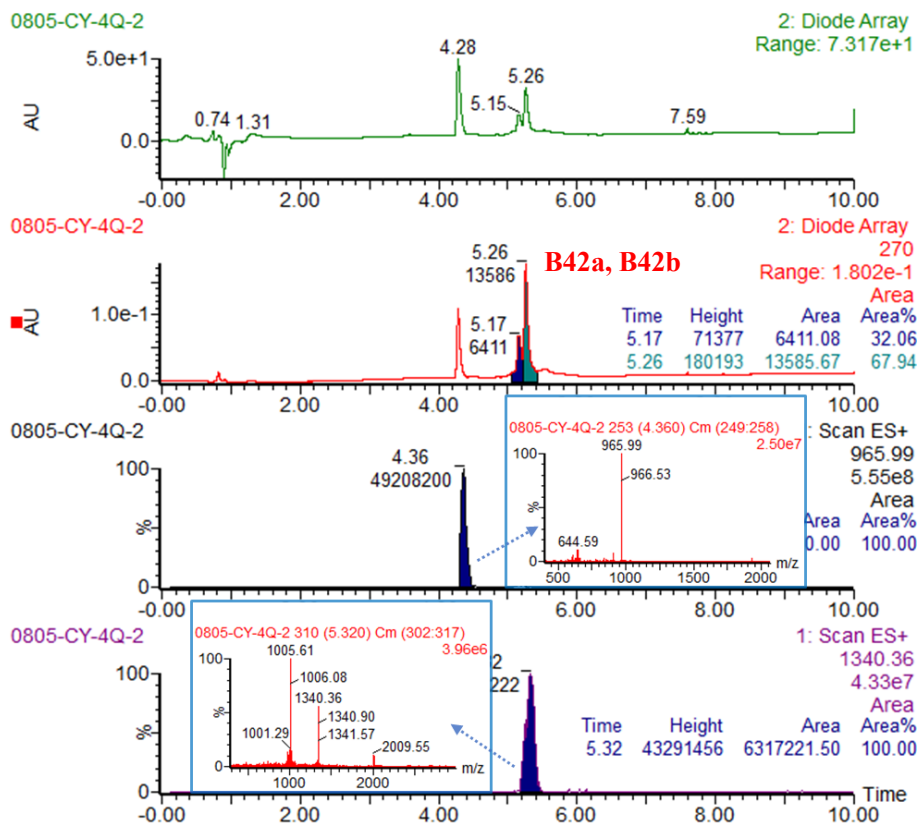 0805-CY-4Q-2
2: Diode Array
Range: 7.317e+1
5.0e+1
0.0
AU
0.74
1.31
4.28
5.15
5.26
7.59
-0.00 2.00 4.00 6.00 8.00 10.00
0805-CY-4Q-2
2: Diode Array
270
Range: 1.802e-1
Area
1.0e-1
0.0
AU
5.26
13586
B42a, B42b
5.17
6411
Time Height Area Area%
5.17 71377 6411.08 32.06
5.26 180193 13585.67 67.94
-0.00 2.00 4.00 6.00 8.00 10.00
0805-CY-4Q-2
: Scan ES+
965.99
5.55e8
Area
Area Area%
0.00 100.00
100
%
0
4.36
49208200
0805-CY-4Q-2 253 (4.360) Cm (249:258)
2.50e7
100
%
0
965.99
966.53
644.59
500 1000 1500 2000
m/z
-0.00 6.00 8.00 10.00
0805-CY-4Q-2
1: Scan ES+
1340.36
4.33e7
Area
Time Height Area Area%
5.32 43291456 6317221.50 100.00
100
%
0
2
222
0805-CY-4Q-2 310 (5.320) Cm (302:317)
3.96e6
100
%
0
1005.61
1006.08
1340.36
1340.90
1001.29
1341.57
2009.55
1000 2000
m/z
Time
-0.00 2.00 4.00 6.00 8.00 10.00